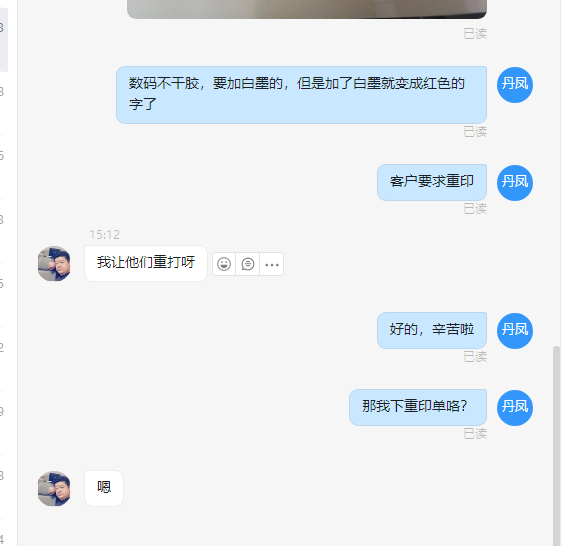 已读
数码不干胶，要加白墨的，但是加了白墨就变成红色的
字了
丹凤
已读
客户要求重印
丹凤
已读
15:12
我让他们重打呀
好的，辛苦啦
丹凤
已读
那我下重印单咯？
丹凤
已读
嗯